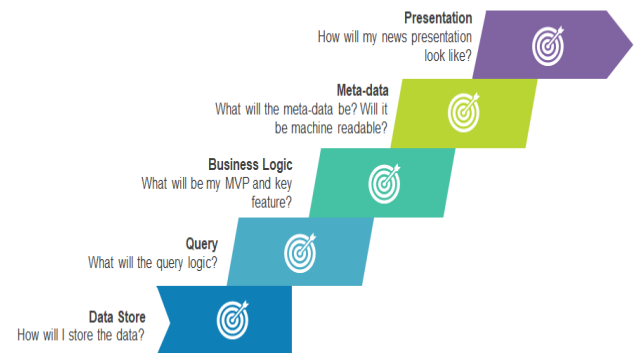 Presentation
How will my news presentation
look like?
Meta-data
What will the meta-data be? Will it
be machine readable?
Business Logic
What will be my MVP and key
feature?
Query
What will the query logic?
Data Store
How will I store the data?